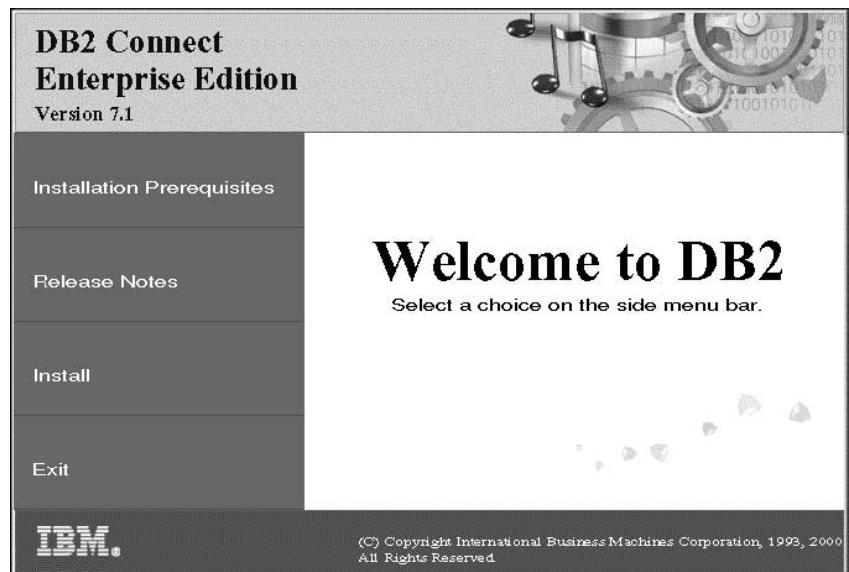 DB2 Connect
Enterprise Edition
Version 7.1
Installation Prerequisites
Release Notes
Install
Exit
Welcome to DB2
Select a choice on the side menu bar.
IBM.
(C) Copyright International Business Machines Corporation, 1993, 2000
All Rights Reserved.